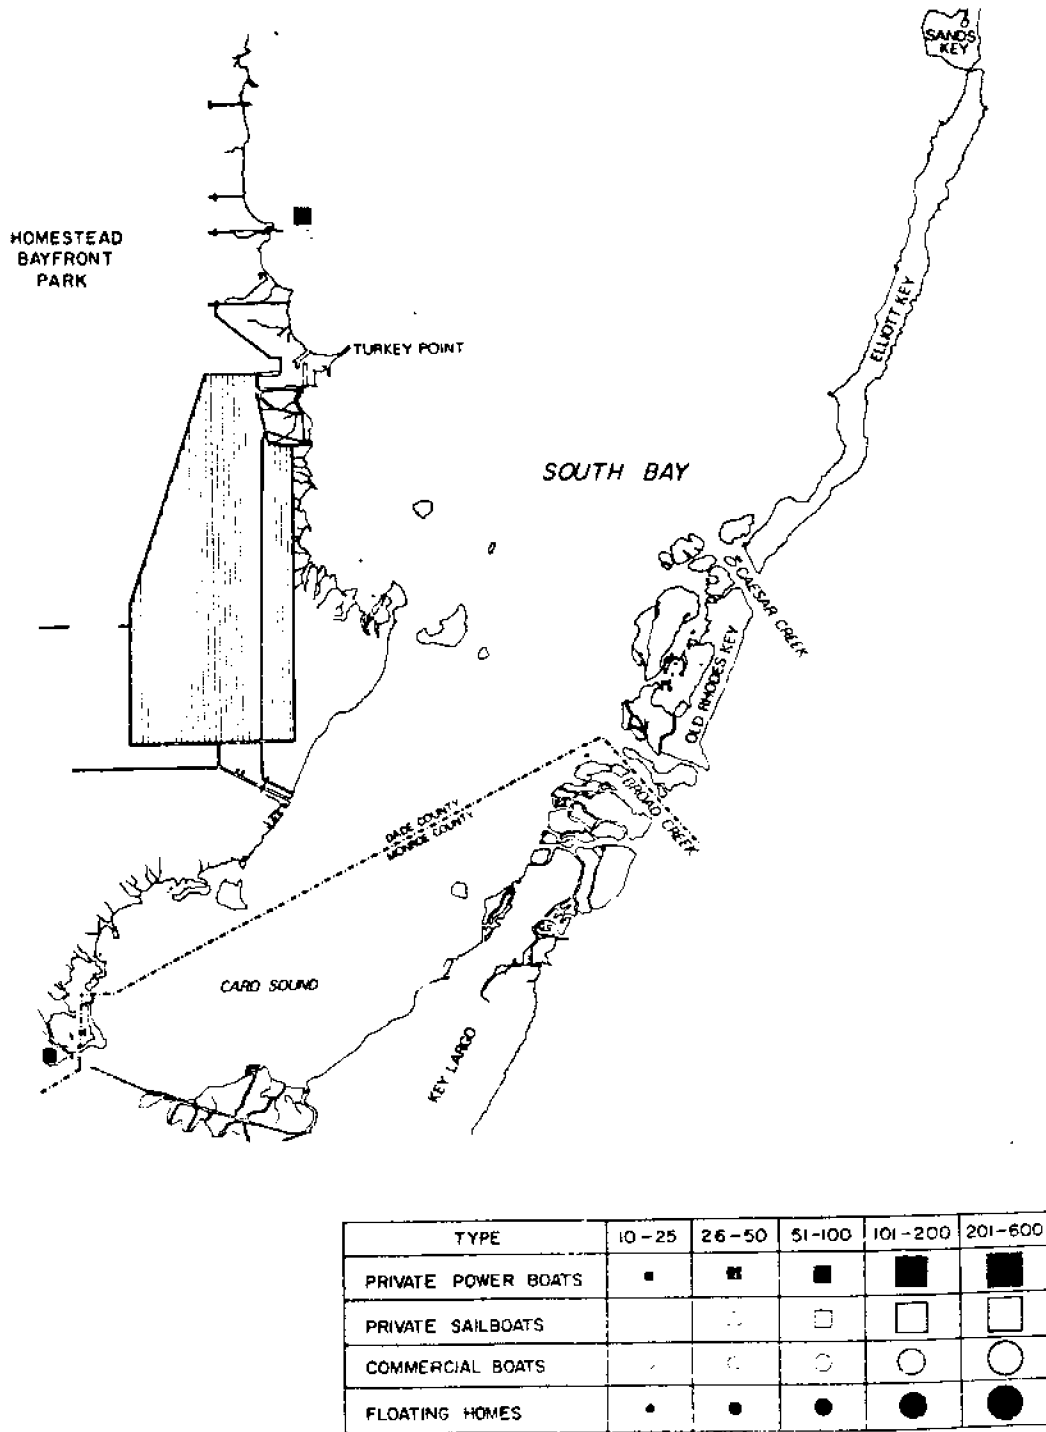 SANDS
KEY
HOMESTEAD
BAYFRONT
PARK
ELLIOTT KEY
TURKEY POINT
SOUTH BAY
CAESAR CREEK
OLD RHODES KEY
BROAD CREEK
DADE COUNTY
MONROE COUNTY
CARD SOUND
KEY LARGO
TYPE 10-25 26-50 51-100 101-200 201-600
PRIVATE POWER BOATS
PRIVATE SAILBOATS
COMMERCIAL BOATS
FLOATING HOMES